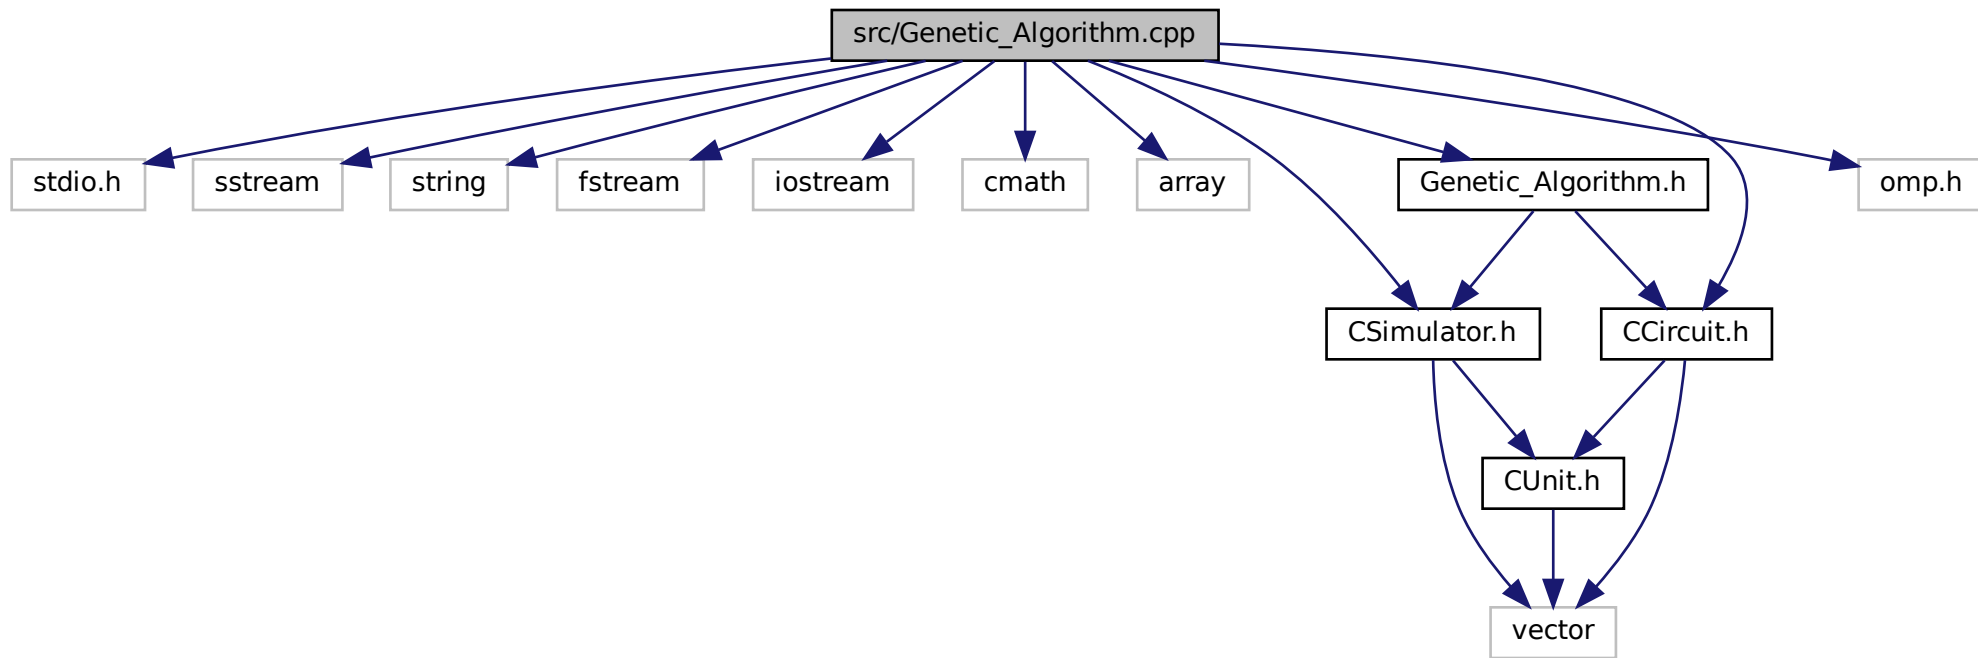 src/Genetic_Algorithm.cpp
stdio.h
sstream
string
fstream
iostream
cmath
array
Genetic_Algorithm.h
omp.h
CSimulator.h
CCircuit.h
CUnit.h
vector